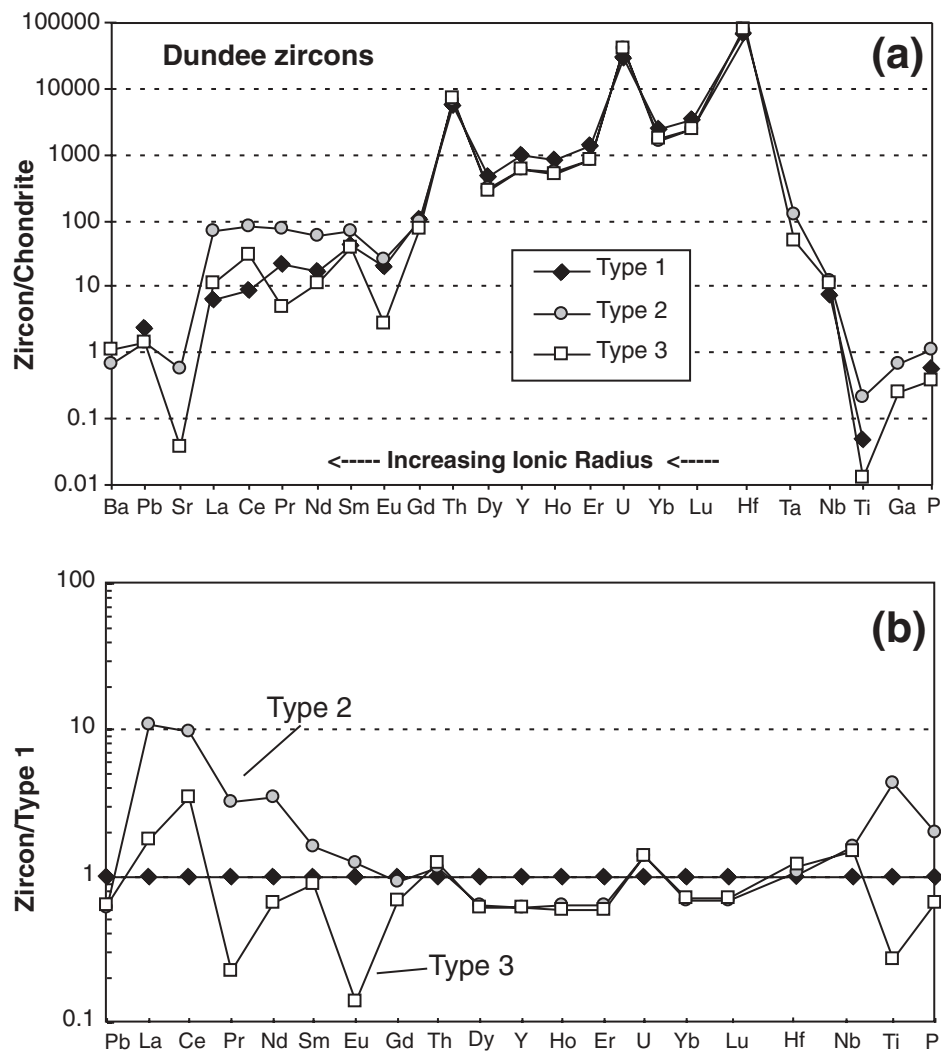 100000
10000
1000
100
10
1
0.1
0.01
Zircon/Chondrite
Dundee zircons
(a)
Type 1
Type 2
Type 3
<----- Increasing Ionic Radius <-----
Ba Pb Sr La Ce Pr Nd Sm Eu Gd Th Dy Y Ho Er U Yb Lu Hf Ta Nb Ti Ga P
100
10
1
0.1
Zircon/Type 1
(b)
Type 2
Type 3
Pb La Ce Pr Nd Sm Eu Gd Th Dy Y Ho Er U Yb Lu Hf Nb Ti P